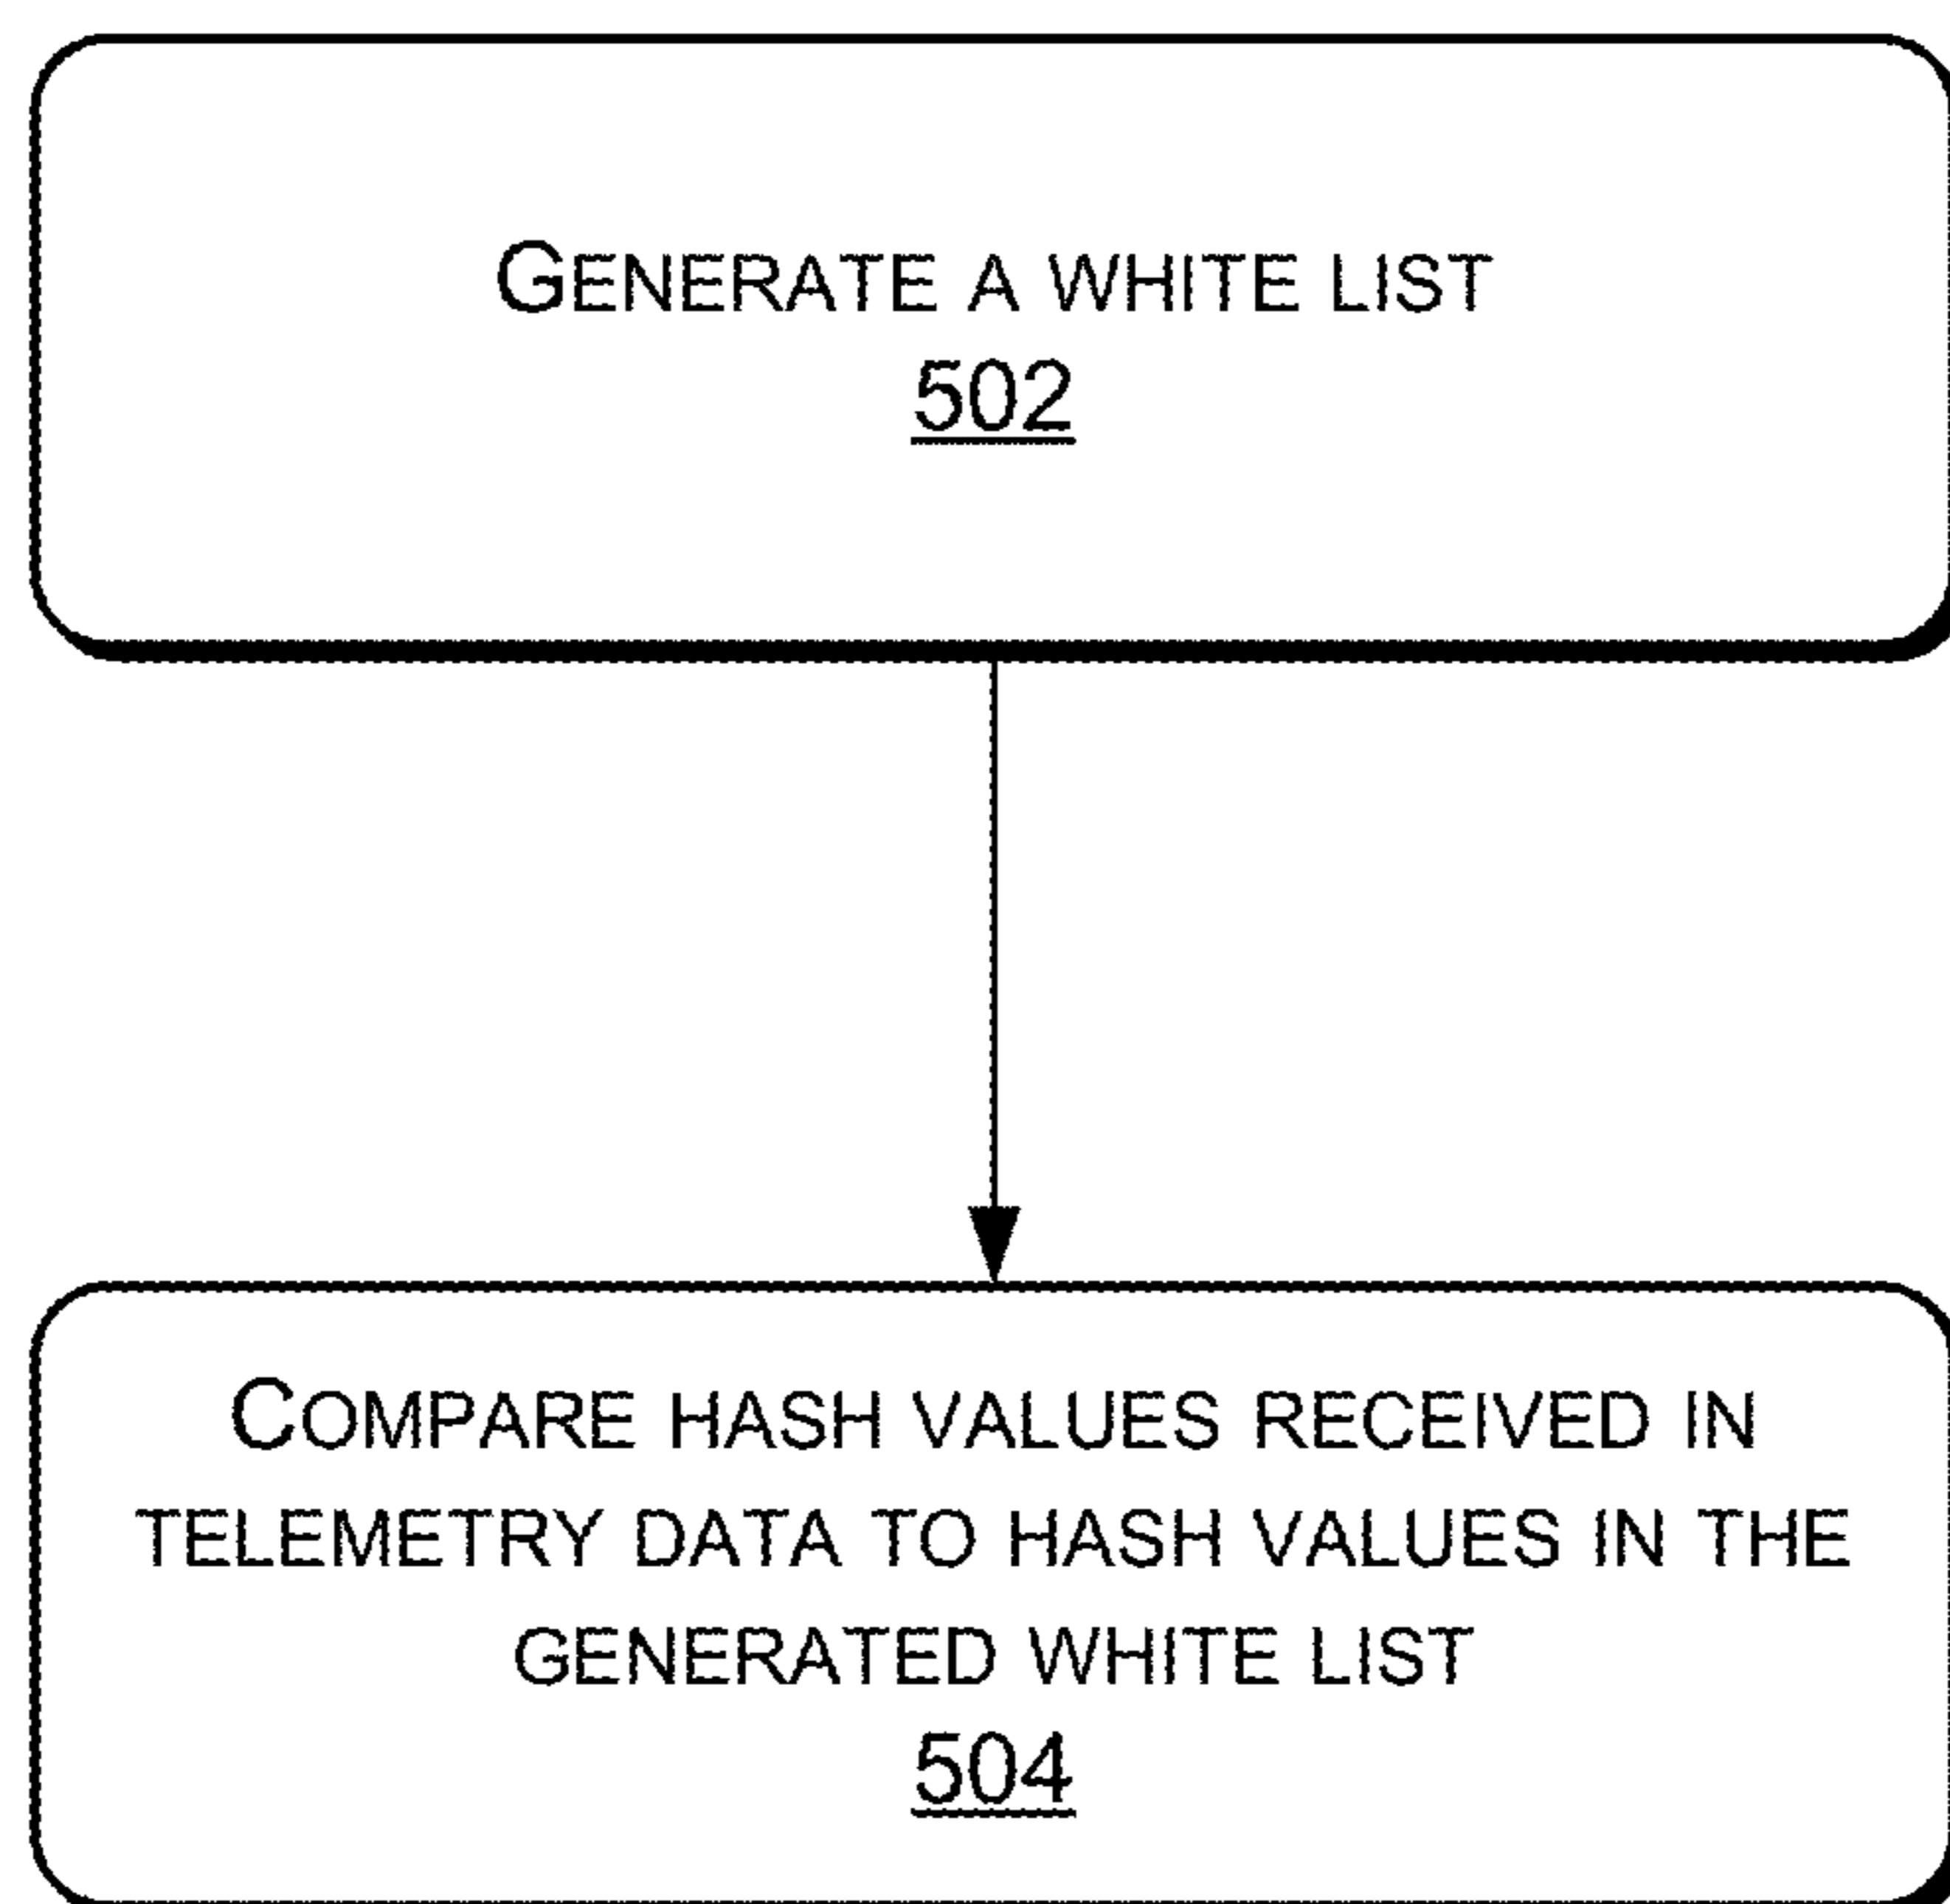 GENERATE A WHITE LIST
502
COMPARE HASH VALUES RECEIVED IN
TELEMETRY DATA TO HASH VALUES IN THE
GENERATED WHITE LIST
504